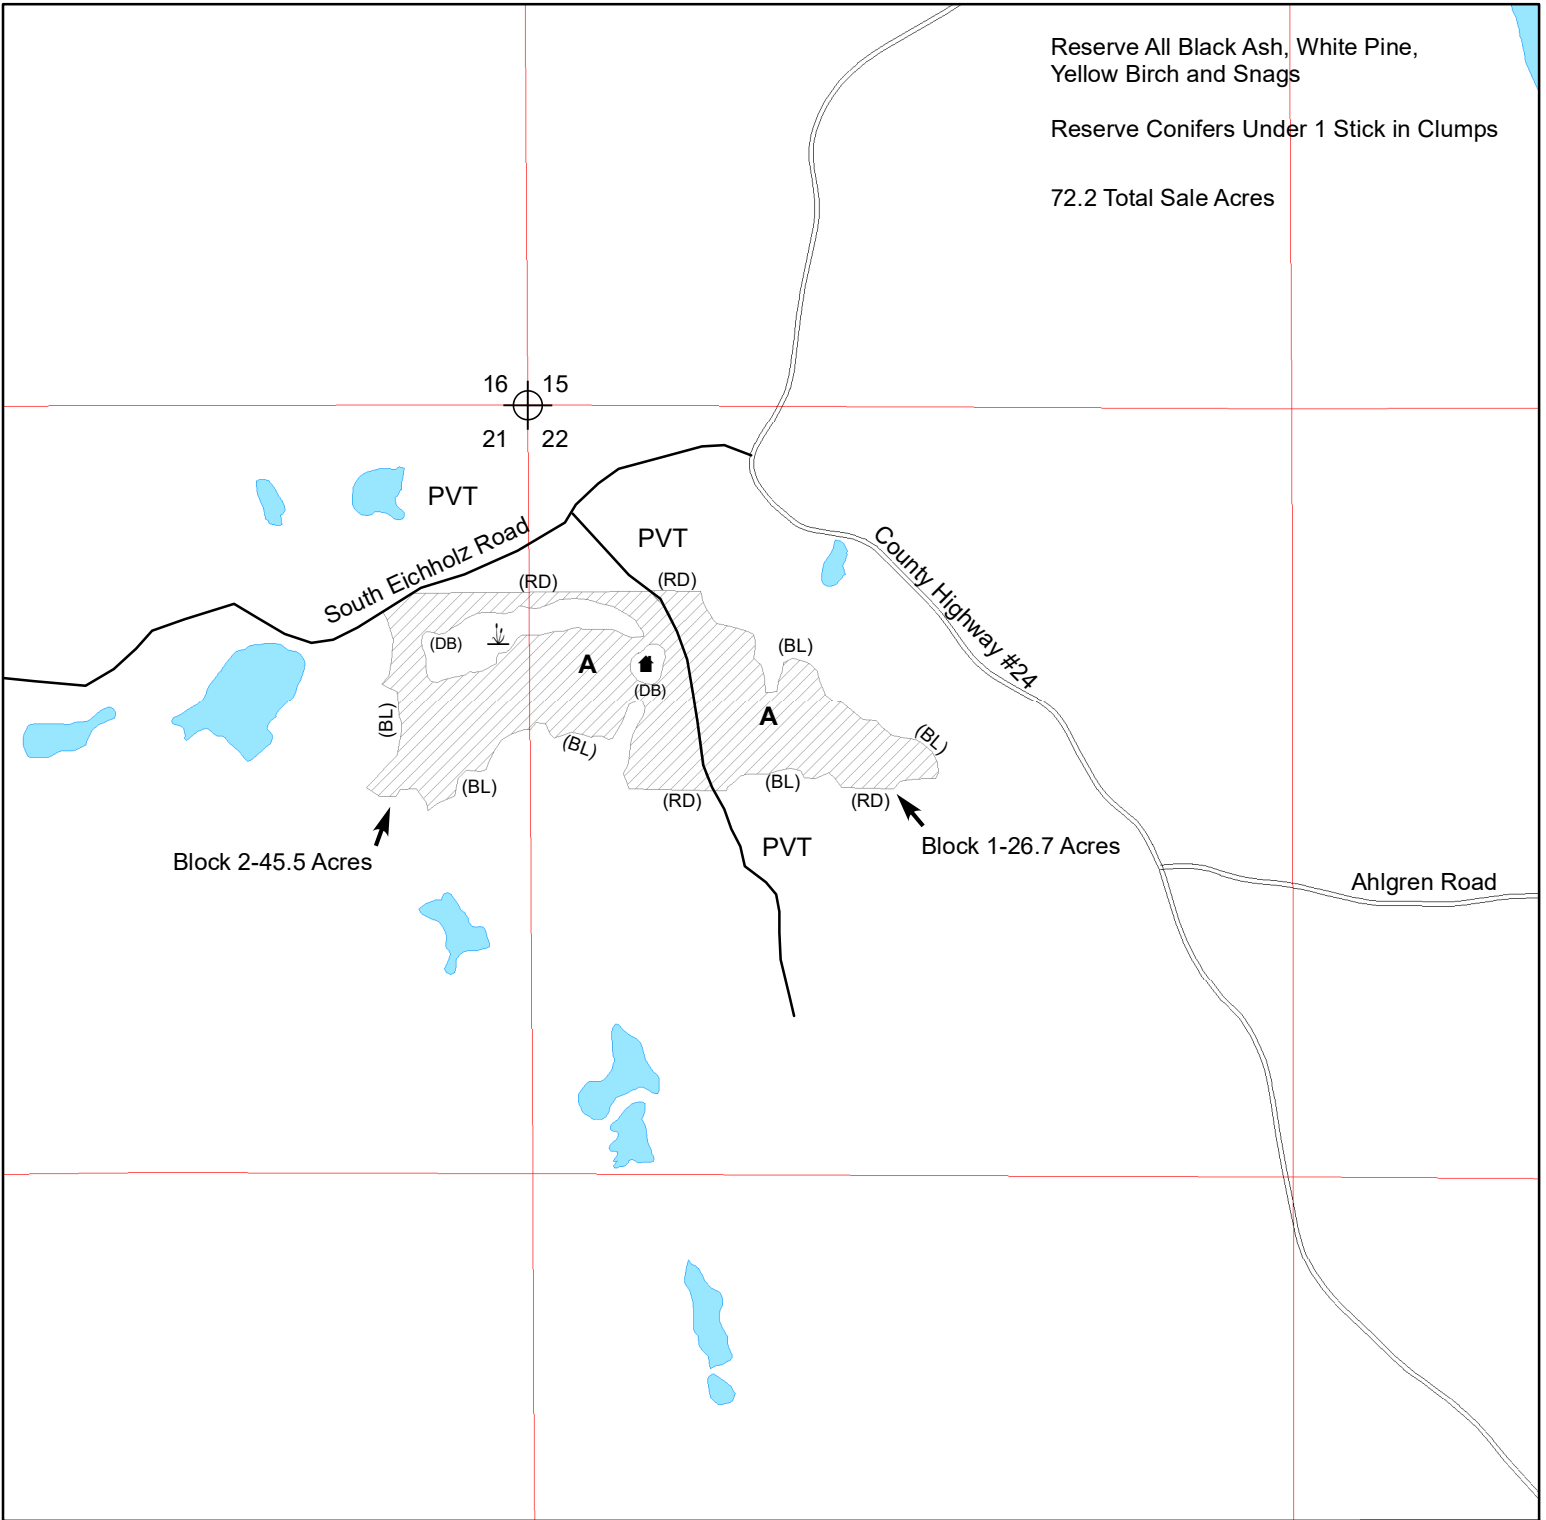 Reserve All Black Ash, White Pine,
Yellow Birch and Snags
Reserve Conifers Under 1 Stick in Clumps
72.2 Total Sale Acres
16 15
21 22
PVT
South Eichholz Road
PVT
County Highway #24
(RD)
(RD)
(DB)
A
(DB)
(BL)
(BL)
A
(BL)
(BL)
(BL)
(BL)
(RD)
(BL)
(RD)
Block 2-45.5 Acres
PVT
Block 1-26.7 Acres
Ahlgren Road